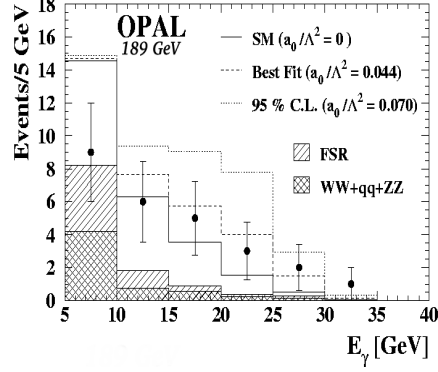 OPAL
189 GeV
SM (a0/Λ2 = 0)
Best Fit (a0/Λ2 = 0.044)
95 % C.L. (a0/Λ2 = 0.070)
FSR
WW+qq+ZZ
Events/5 GeV
18
16
14
12
10
8
6
4
2
0
5 10 15 20 25 30 35 40
Eγ [GeV]